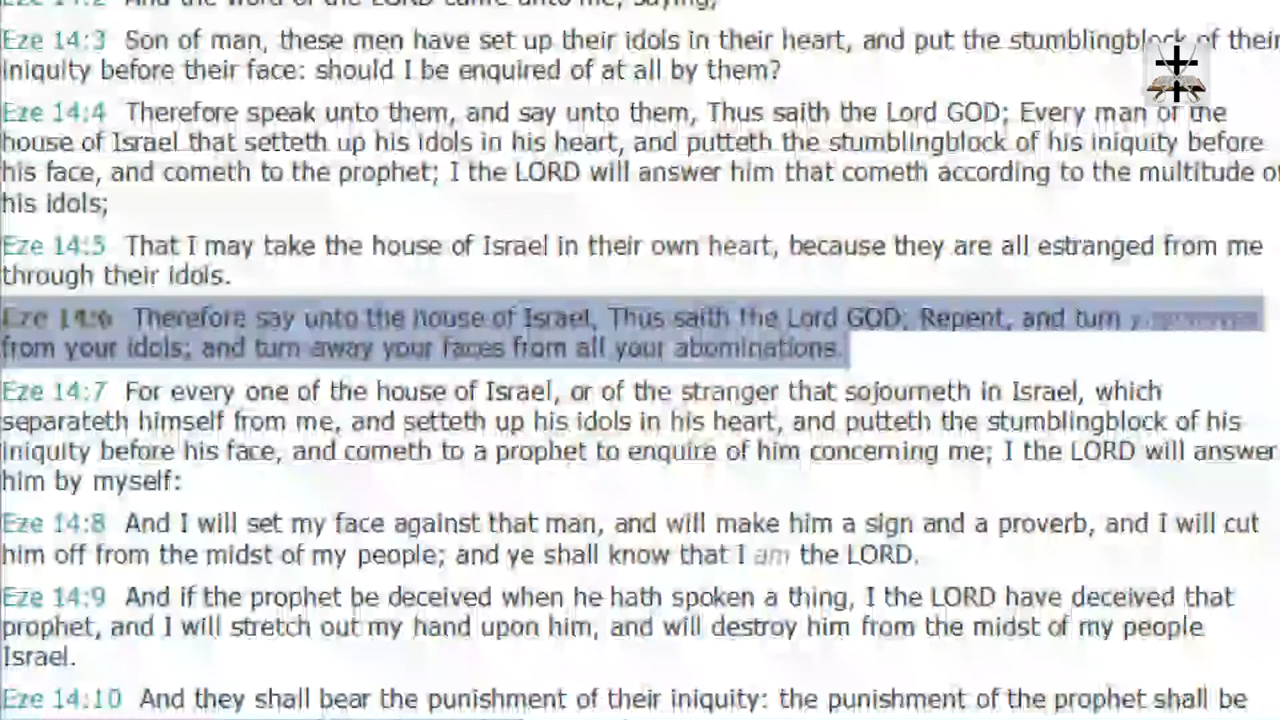 Eze 14:2 And the word of the LORD came unto me, saying,
Eze 14:3 Son of man, these men have set up their idols in their heart, and put the stumblingblock of their
iniquity before their face: should I be enquired of at all by them?
Eze 14:4 Therefore speak unto them, and say unto them, Thus saith the Lord GOD; Every man of the
house of Israel that setteth up his idols in his heart, and putteth the stumblingblock of his iniquity before
his face, and cometh to the prophet; I the LORD will answer him that cometh according to the multitude of
his idols;
Eze 14:5 That I may take the house of Israel in their own heart, because they are all estranged from me
through their idols.
Eze 14:6 Therefore say unto the house of Israel, Thus saith the Lord GOD; Repent, and turn
from your idols; and turn away your faces from all your abominations.
Eze 14:7 For every one of the house of Israel, or of the stranger that sojourneth in Israel, which
separateth himself from me, and setteth up his idols in his heart, and putteth the stumblingblock of his
iniquity before his face, and cometh to a prophet to enquire of him concerning me; I the LORD will answer
him by myself:
Eze 14:8 And I will set my face against that man, and will make him a sign and a proverb, and I will cut
him off from the midst of my people; and ye shall know that I am the LORD.
Eze 14:9 And if the prophet be deceived when he hath spoken a thing, I the LORD have deceived that
prophet, and I will stretch out my hand upon him, and will destroy him from the midst of my people
Israel.
Eze 14:10 And they shall bear the punishment of their iniquity: the punishment of the prophet shall be